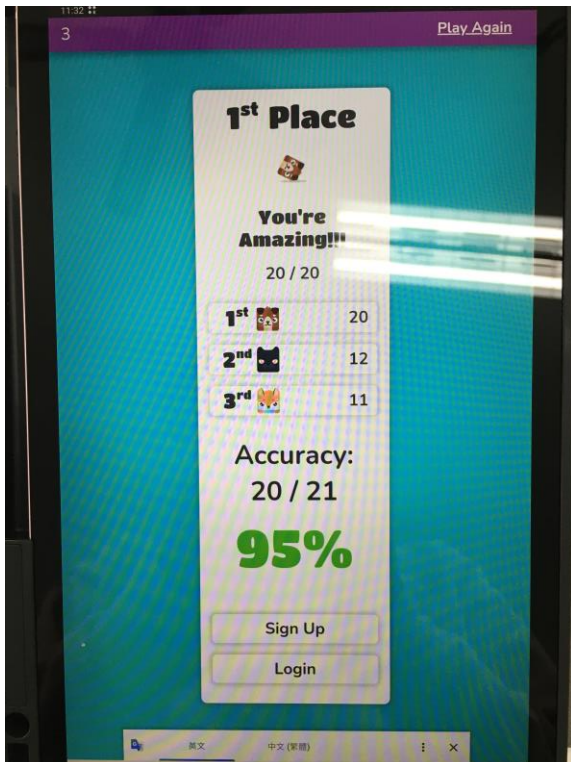 11:32
3
Play Again
1st Place
You're
Amazing!!!
20 / 20
1st 20
2nd 12
3rd 11
Accuracy:
20 / 21
95%
Sign Up
Login
英文 中文 (繁體)